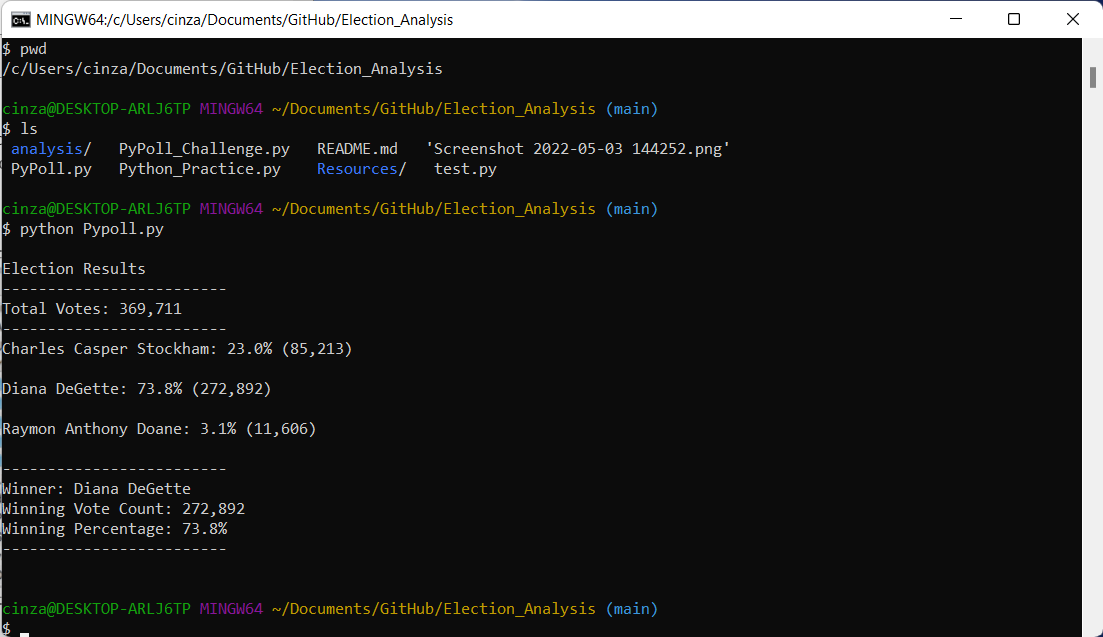 MINGW64:/c/Users/cinza/Documents/GitHub/Election_Analysis
$ pwd
/c/Users/cinza/Documents/GitHub/Election_Analysis
cinza@DESKTOP-ARLJ6TP MINGW64 ~/Documents/GitHub/Election_Analysis (main)
$ ls
analysis/   PyPoll_Challenge.py   README.md   'Screenshot 2022-05-03 144252.png'
PyPoll.py   Python_Practice.py    Resources/   test.py
cinza@DESKTOP-ARLJ6TP MINGW64 ~/Documents/GitHub/Election_Analysis (main)
$ python Pypoll.py
Election Results
-------------------------
Total Votes: 369,711
-------------------------
Charles Casper Stockham: 23.0% (85,213)
Diana DeGette: 73.8% (272,892)
Raymon Anthony Doane: 3.1% (11,606)
-------------------------
Winner: Diana DeGette
Winning Vote Count: 272,892
Winning Percentage: 73.8%
-------------------------
cinza@DESKTOP-ARLJ6TP MINGW64 ~/Documents/GitHub/Election_Analysis (main)
$